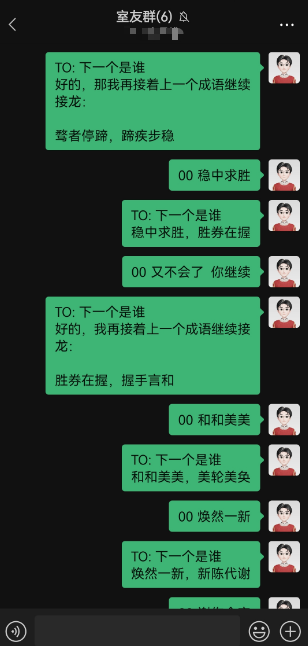 室友群(6)
TO: 下一个是谁
好的，那我再接着上一个成语继续
接龙：
骛者停蹄，蹄疾步稳
00 稳中求胜
TO: 下一个是谁
稳中求胜，胜券在握
00 又不会了 你继续
TO: 下一个是谁
好的，我再接着上一个成语继续接
龙：
胜券在握，握手言和
00 和和美美
TO: 下一个是谁
和和美美，美轮美奂
00 焕然一新
TO: 下一个是谁
焕然一新，新陈代谢